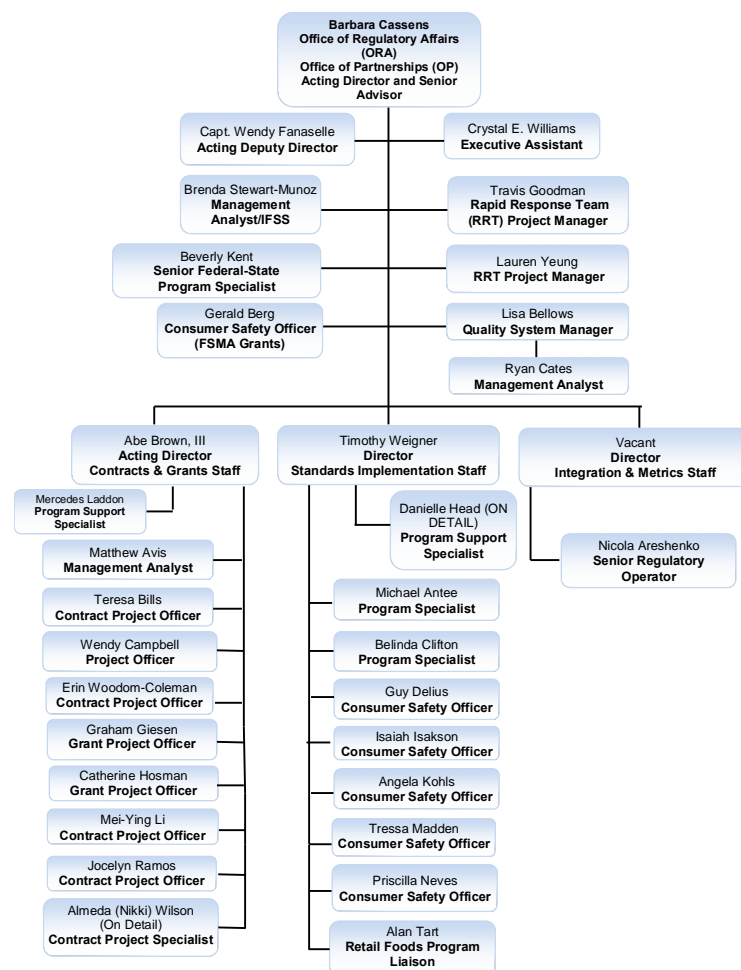 Barbara Cassens
Office of Regulatory Affairs
(ORA)
Office of Partnerships (OP)
Acting Director and Senior
Advisor
Capt. Wendy Fanaselle
Acting Deputy Director
Crystal E. Williams
Executive Assistant
Brenda Stewart-Munoz
Management
Analyst/IFSS
Travis Goodman
Rapid Response Team
(RRT) Project Manager
Beverly Kent
Senior Federal-State
Program Specialist
Lauren Yeung
RRT Project Manager
Gerald Berg
Consumer Safety Officer
(FSMA Grants)
Lisa Bellows
Quality System Manager
Ryan Cates
Management Analyst
Abe Brown, III
Acting Director
Contracts & Grants Staff
Mercedes Laddon
Program Support
Specialist
Matthew Avis
Management Analyst
Teresa Bills
Contract Project Officer
Wendy Campbell
Project Officer
Erin Woodom-Coleman
Contract Project Officer
Graham Giesen
Grant Project Officer
Catherine Hosman
Grant Project Officer
Mei-Ying Li
Contract Project Officer
Jocelyn Ramos
Contract Project Officer
Almeda (Nikki) Wilson
(On Detail)
Contract Project Specialist
Timothy Weigner
Director
Standards Implementation Staff
Danielle Head (ON
DETAIL)
Program Support
Specialist
Michael Antee
Program Specialist
Belinda Clifton
Program Specialist
Guy Delius
Consumer Safety Officer
Isaiah Isakson
Consumer Safety Officer
Angela Kohls
Consumer Safety Officer
Tressa Madden
Consumer Safety Officer
Priscilla Neves
Consumer Safety Officer
Alan Tart
Retail Foods Program
Liaison
Vacant
Director
Integration & Metrics Staff
Nicola Areshenko
Senior Regulatory
Operator